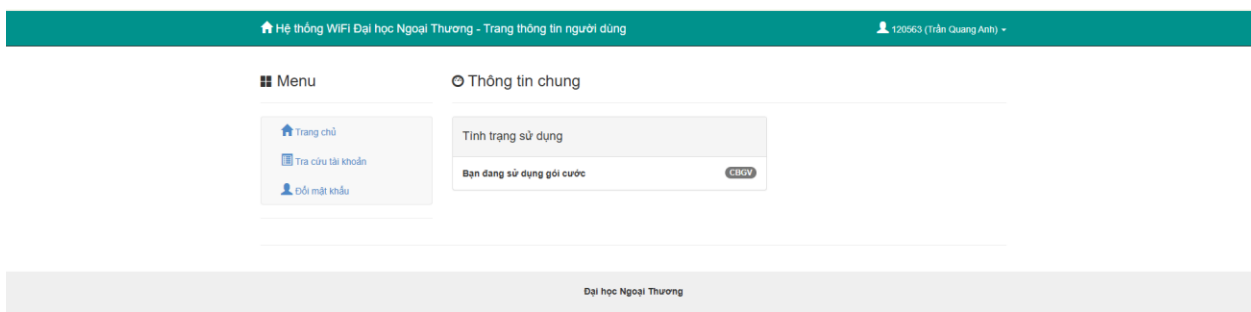 Hệ thống WiFi Đại học Ngoại Thương - Trang thông tin người dùng
120563 (Trần Quang Anh)
Menu
Trang chủ
Tra cứu tài khoản
Đổi mật khẩu
Thông tin chung
Tình trạng sử dụng
Bạn đang sử dụng gói cước CBGV
Đại học Ngoại Thương